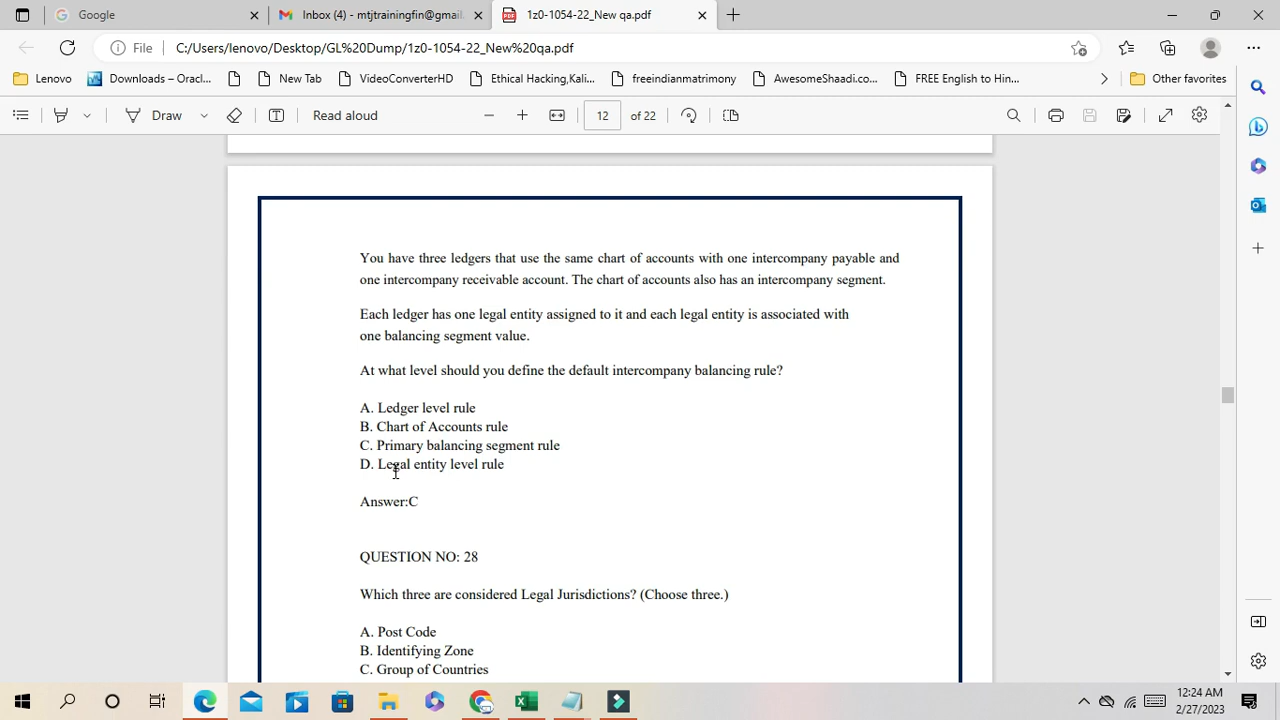 Google
Inbox (4) - mtjtrainingfin@gmail.
1z0-1054-22_New qa.pdf
File
C:/Users/lenovo/Desktop/GL%20Dump/1z0-1054-22_New%20qa.pdf
Lenovo
Downloads – Oracl...
New Tab
VideoConverterHD
Ethical Hacking,Kali...
freeindianmatrimony
AwesomeShaadi.co...
FREE English to Hin...
Other favorites
Draw
Read aloud
12
of 22
You have three ledgers that use the same chart of accounts with one intercompany payable and
one intercompany receivable account. The chart of accounts also has an intercompany segment.
Each ledger has one legal entity assigned to it and each legal entity is associated with
one balancing segment value.
At what level should you define the default intercompany balancing rule?
A. Ledger level rule
B. Chart of Accounts rule
C. Primary balancing segment rule
D. Legal entity level rule
Answer:C
QUESTION NO: 28
Which three are considered Legal Jurisdictions? (Choose three.)
A. Post Code
B. Identifying Zone
C. Group of Countries
12:24 AM
2/27/2023